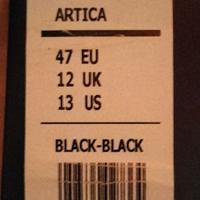 ARTICA
47 EU
12 UK
13 US
BLACK-BLACK